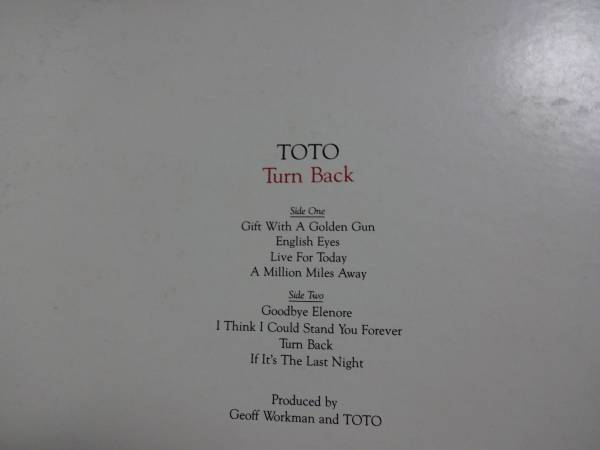 TOTO
Turn Back
Side One
Gift With A Golden Gun
English Eyes
Live For Today
A Million Miles Away
Side Two
Goodbye Elenore
I Think I Could Stand You Forever
Turn Back
If It's The Last Night
Produced by
Geoff Workman and TOTO